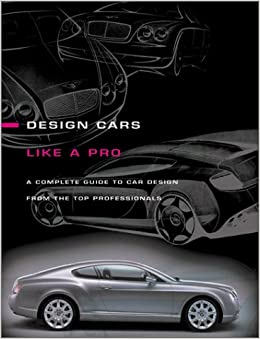 DESIGN CARS
LIKE A PRO
A COMPLETE GUIDE TO CAR DESIGN
FROM THE TOP PROFESSIONALS